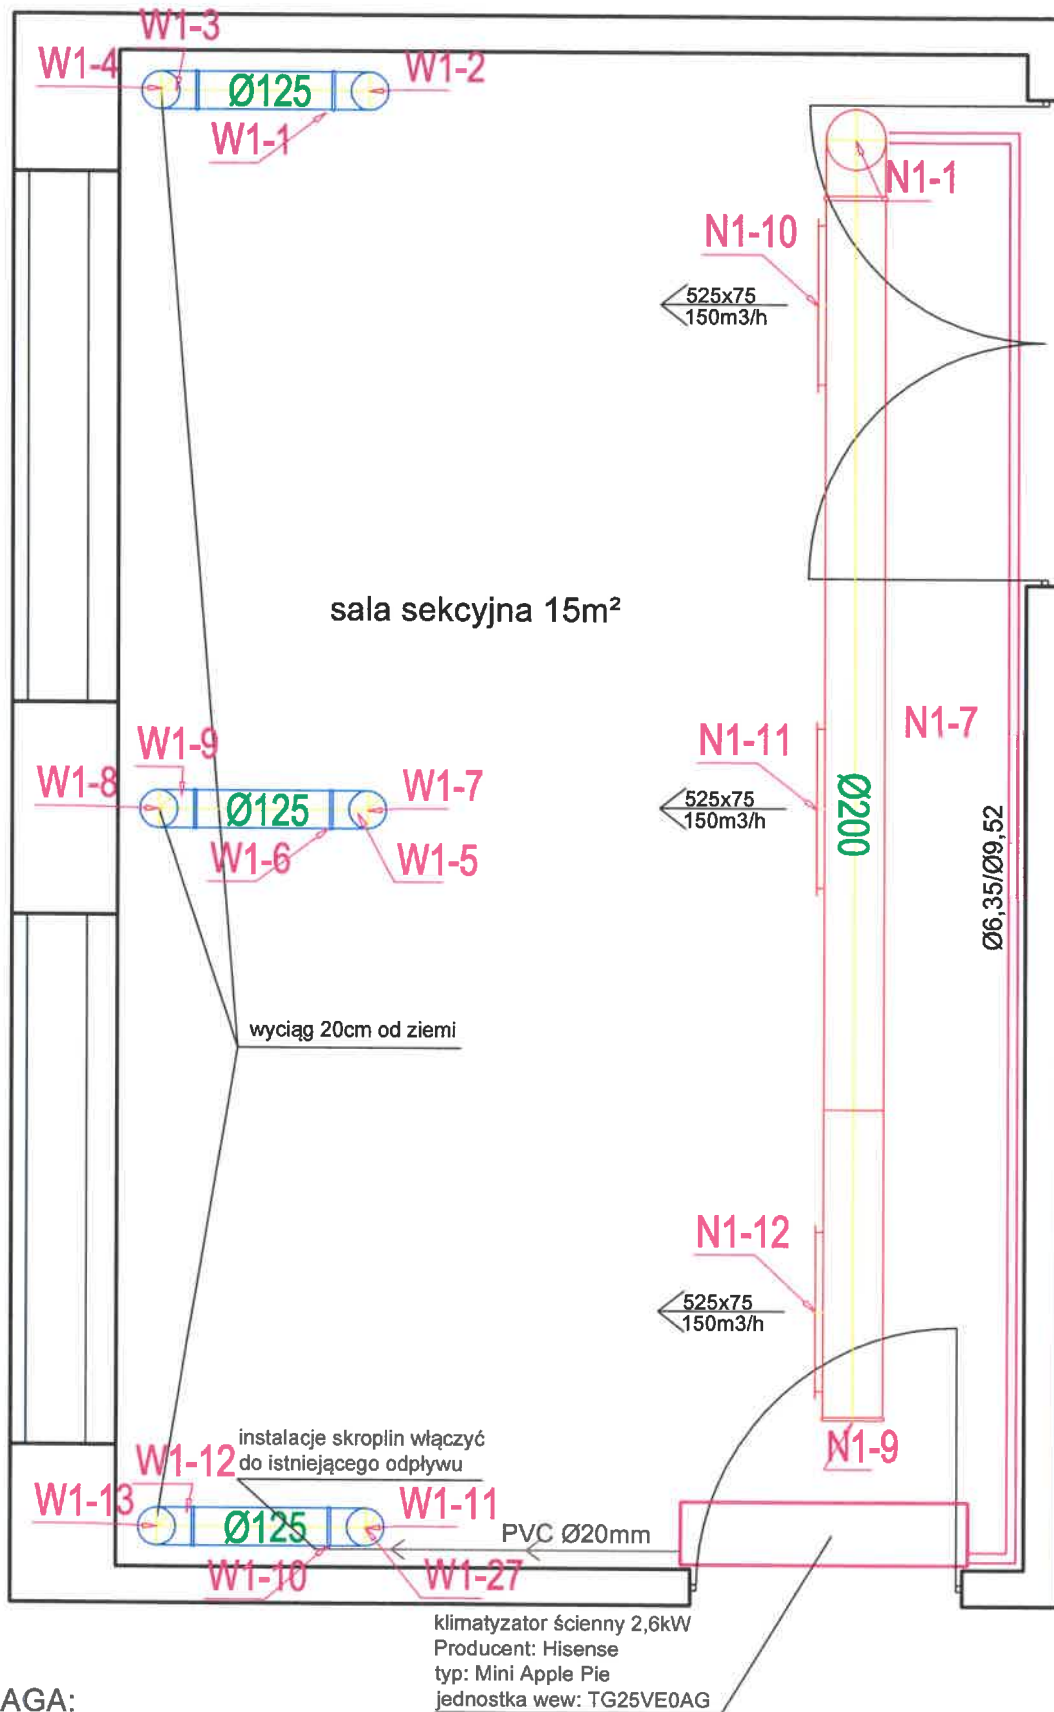 W1-3
W1-4
Ø125
W1-2
W1-1
N1-1
N1-10
525x75
150m3/h
sala sekcyjna 15m²
W1-9
W1-8
Ø125
W1-7
W1-6
W1-5
N1-11
525x75
150m3/h
Ø200
N1-7
Ø6,35/Ø9,52
wyciąg 20cm od ziemi
N1-12
525x75
150m3/h
instalacje skroplin włączyć
do istniejącego odpływu
N1-9
W1-12
W1-13
Ø125
W1-11
PVC Ø20mm
W1-10
W1-27
klimatyzator ścienny 2,6kW
Producent: Hisense
typ: Mini Apple Pie
jednostka wew: TG25VE0AG
AGA: